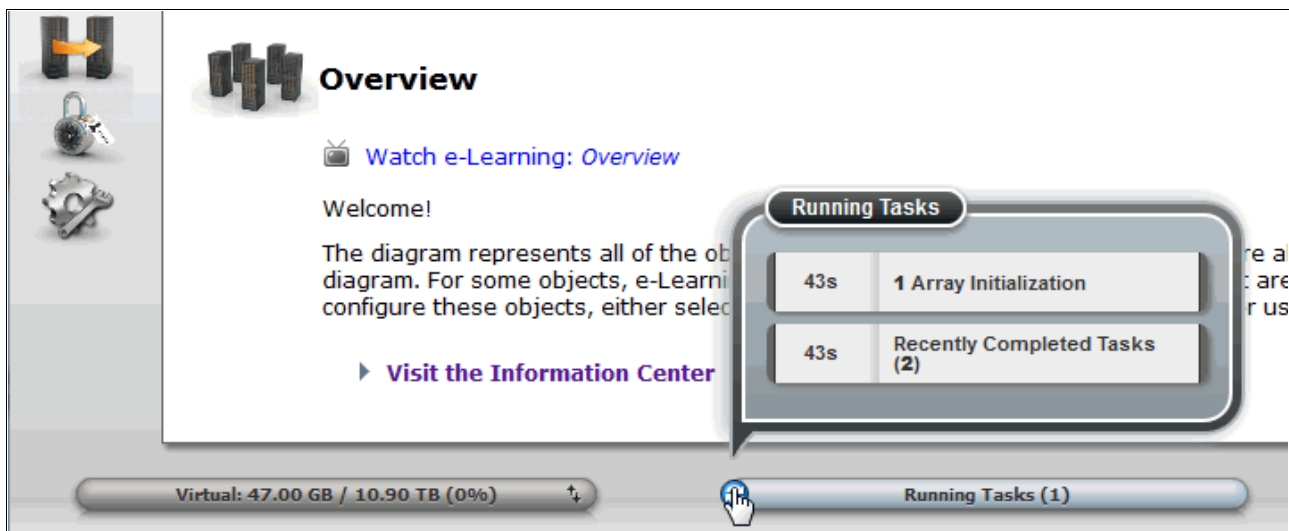 Overview
Watch e-Learning: Overview
Welcome!
The diagram represents all of the ob
diagram. For some objects, e-Learni
configure these objects, either selec
Visit the Information Center
Running Tasks
43s 1 Array Initialization
43s Recently Completed Tasks
(2)
Virtual: 47.00 GB / 10.90 TB (0%)
Running Tasks (1)